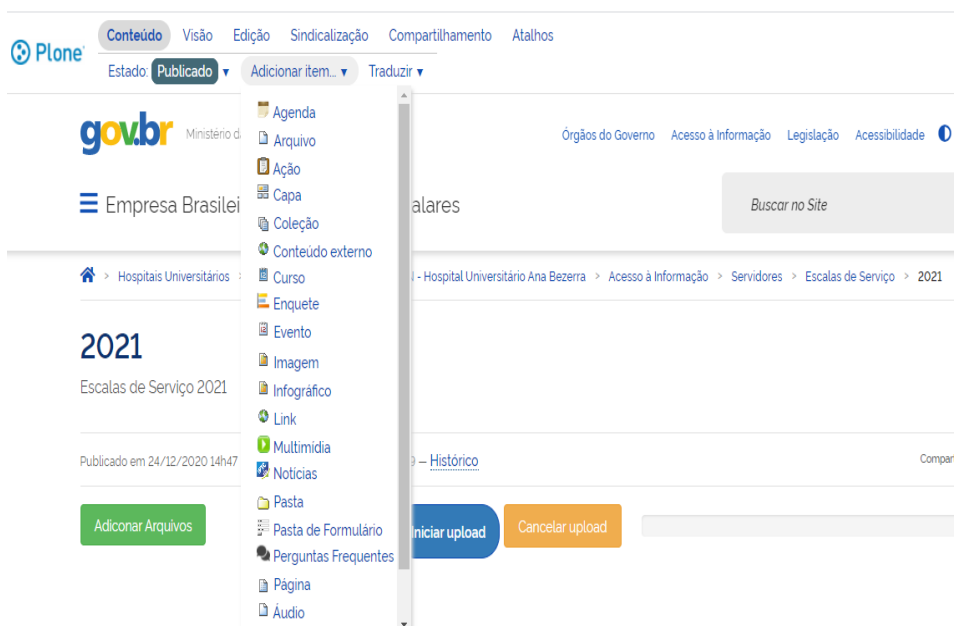 Plone
Conteúdo Visão Edição Sindicalização Compartilhamento Atalhos
Estado: Publicado Adicionar item... Traduzir
gov.br Ministério Órgãos do Governo Acesso à Informação Legislação Acessibilidade
Empresa Brasilei alares Buscar no Site
Hospitais Universitários > - Hospital Universitário Ana Bezerra > Acesso à Informação > Servidores > Escalas de Serviço > 2021
Agenda
Arquivo
Ação
Capa
Coleção
Conteúdo externo
Curso
Enquete
Evento
Imagem
Infográfico
Link
Multimídia
Notícias
Pasta
Pasta de Formulário
Perguntas Frequentes
Página
Áudio
2021
Escalas de Serviço 2021
Publicado em 24/12/2020 14h47 – Histórico Compar
Adiconar Arquivos Iniciar upload Cancelar upload